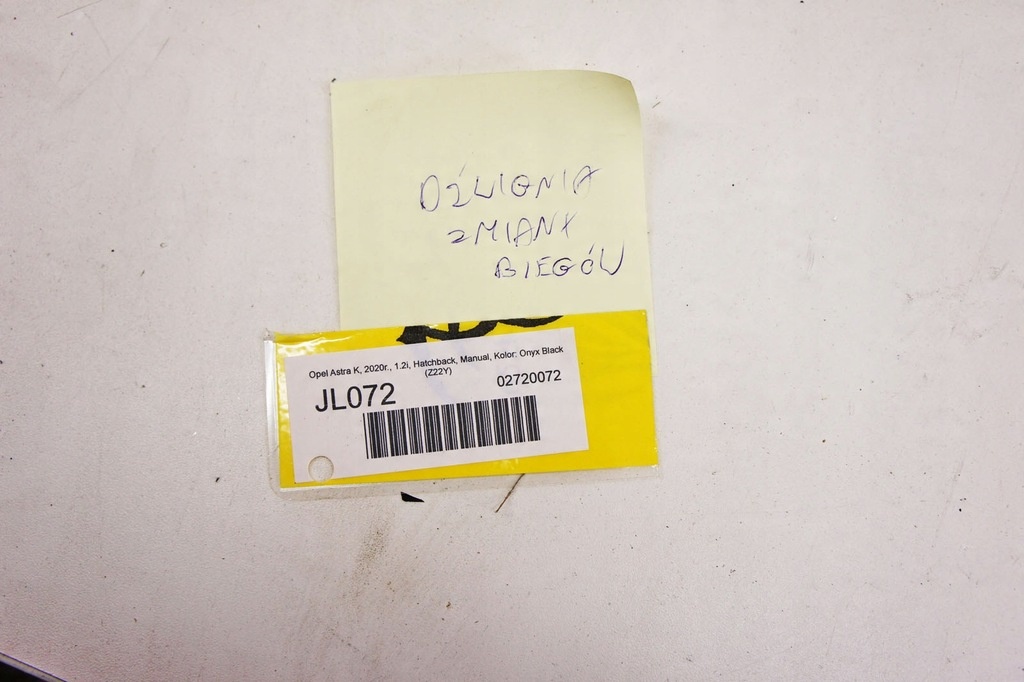 DŹWIGNIA
ZMIANY
BIEGÓW
Opel Astra K, 2020r., 1.2i, Hatchback, Manual, Kolor: Onyx Black
(Z22Y)
JL072
02720072